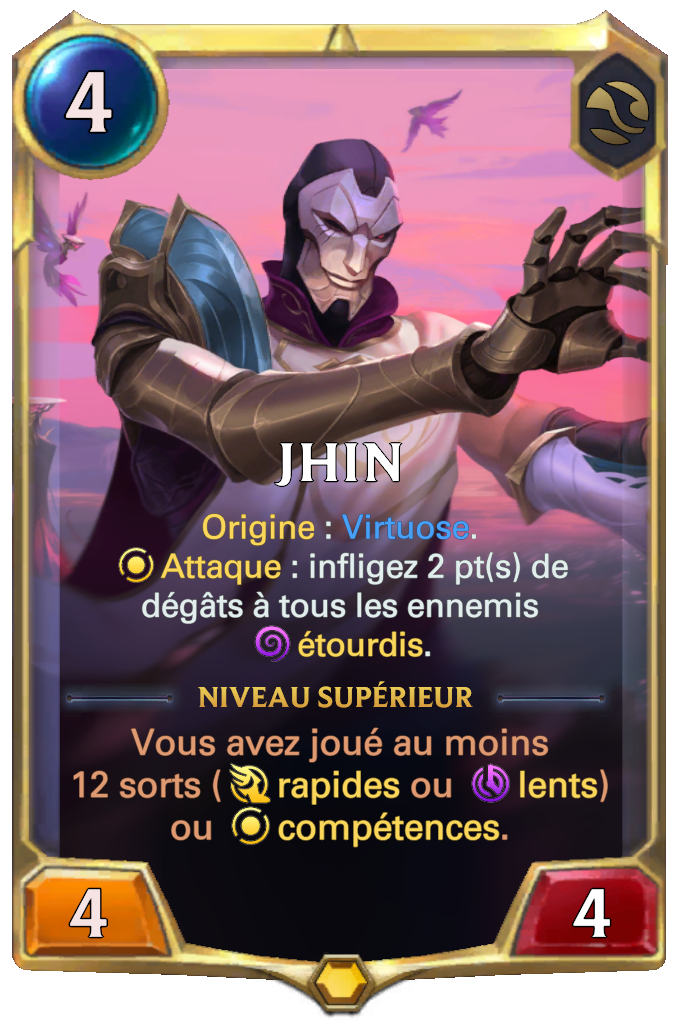 4
JHIN
Origine : Virtuose.
Attaque : infligez 2 pt(s) de
dégâts à tous les ennemis
étourdis.
NIVEAU SUPÉRIEUR
Vous avez joué au moins
12 sorts ( rapides ou lents)
ou compétences.
4 4